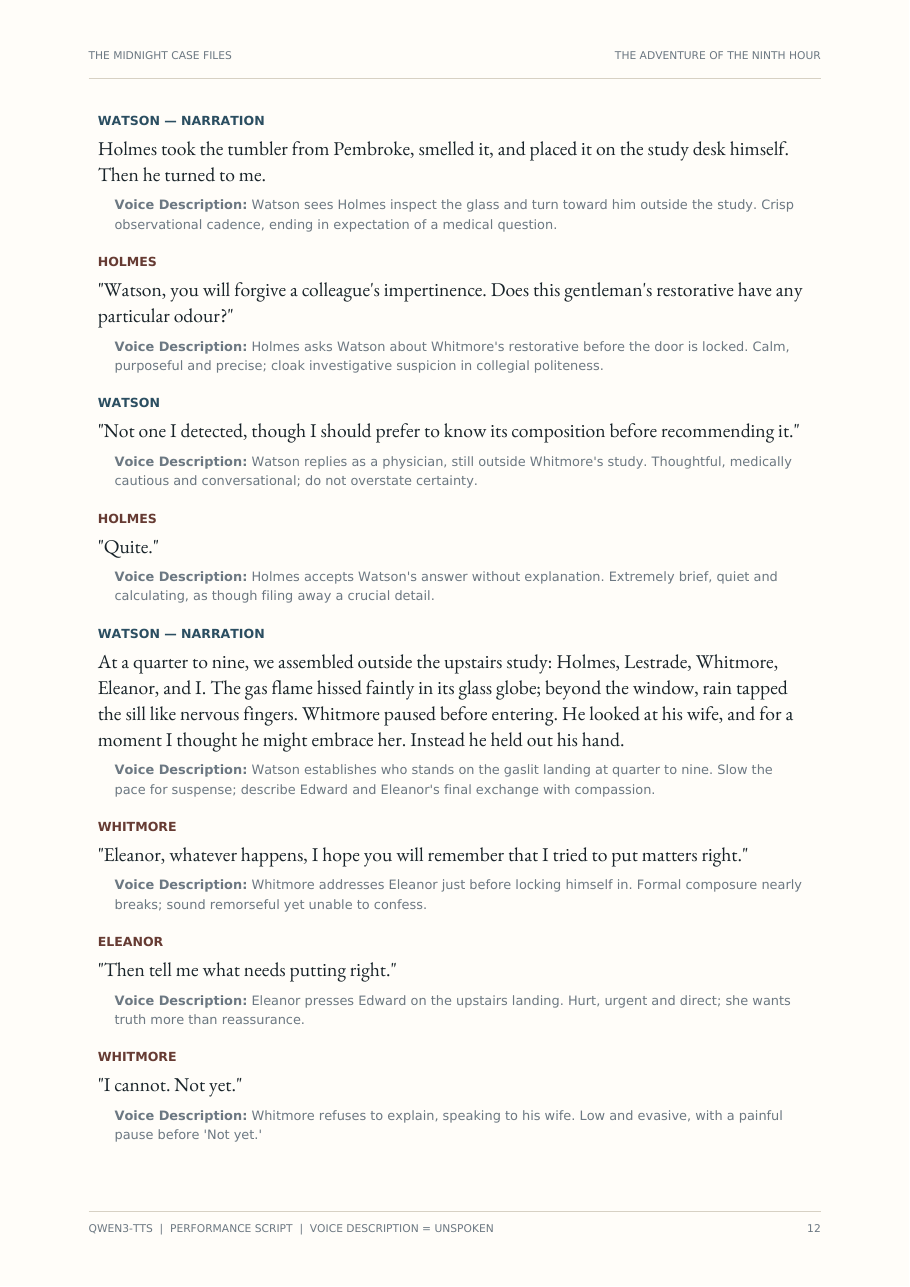 THE MIDNIGHT CASE FILES
THE ADVENTURE OF THE NINTH HOUR
WATSON — NARRATION
Holmes took the tumbler from Pembroke, smelled it, and placed it on the study desk himself.
Then he turned to me.
Voice Description: Watson sees Holmes inspect the glass and turn toward him outside the study. Crisp
observational cadence, ending in expectation of a medical question.
HOLMES
"Watson, you will forgive a colleague's impertinence. Does this gentleman's restorative have any
particular odour?"
Voice Description: Holmes asks Watson about Whitmore's restorative before the door is locked. Calm,
purposeful and precise; cloak investigative suspicion in collegial politeness.
WATSON
"Not one I detected, though I should prefer to know its composition before recommending it."
Voice Description: Watson replies as a physician, still outside Whitmore's study. Thoughtful, medically
cautious and conversational; do not overstate certainty.
HOLMES
"Quite."
Voice Description: Holmes accepts Watson's answer without explanation. Extremely brief, quiet and
calculating, as though filing away a crucial detail.
WATSON — NARRATION
At a quarter to nine, we assembled outside the upstairs study: Holmes, Lestrade, Whitmore,
Eleanor, and I. The gas flame hissed faintly in its glass globe; beyond the window, rain tapped
the sill like nervous fingers. Whitmore paused before entering. He looked at his wife, and for a
moment I thought he might embrace her. Instead he held out his hand.
Voice Description: Watson establishes who stands on the gaslit landing at quarter to nine. Slow the
pace for suspense; describe Edward and Eleanor's final exchange with compassion.
WHITMORE
"Eleanor, whatever happens, I hope you will remember that I tried to put matters right."
Voice Description: Whitmore addresses Eleanor just before locking himself in. Formal composure nearly
breaks; sound remorseful yet unable to confess.
ELEANOR
"Then tell me what needs putting right."
Voice Description: Eleanor presses Edward on the upstairs landing. Hurt, urgent and direct; she wants
truth more than reassurance.
WHITMORE
"I cannot. Not yet."
Voice Description: Whitmore refuses to explain, speaking to his wife. Low and evasive, with a painful
pause before 'Not yet.'
QWEN3-TTS | PERFORMANCE SCRIPT | VOICE DESCRIPTION = UNSPOKEN
12